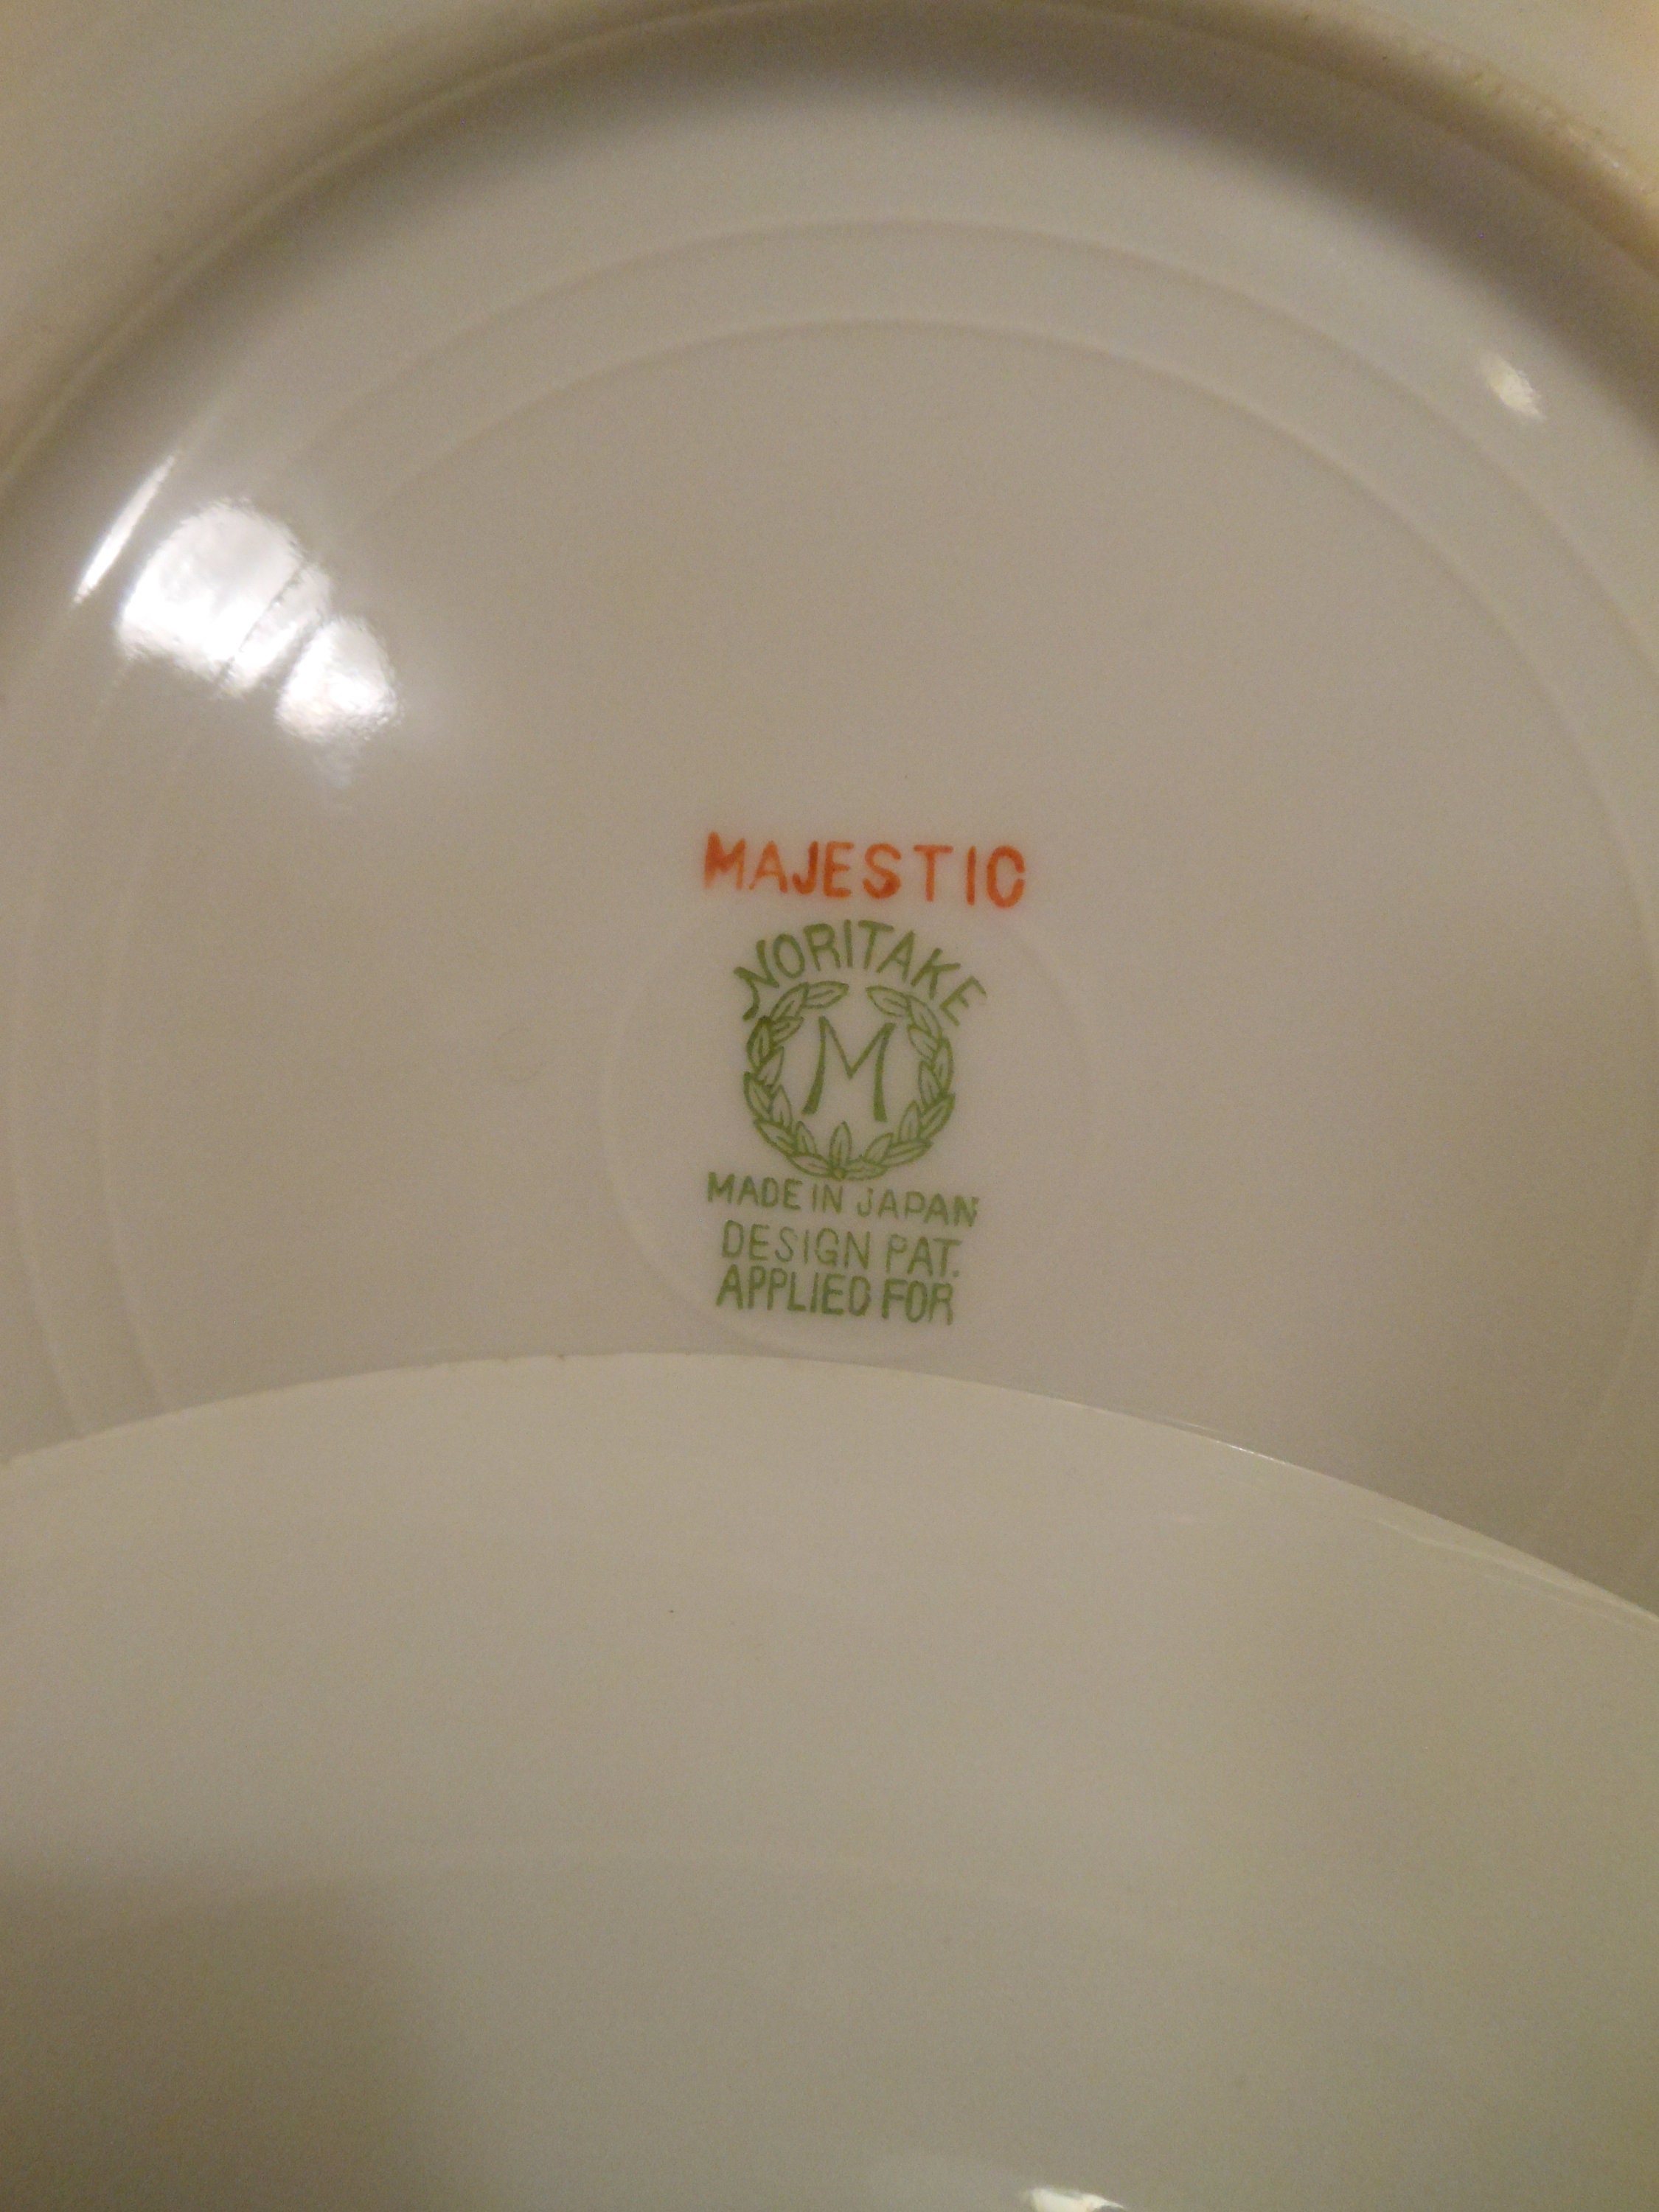 MAJESTIC
NORITAKE
M
MADE IN JAPAN
DESIGN PAT.
APPLIED FOR